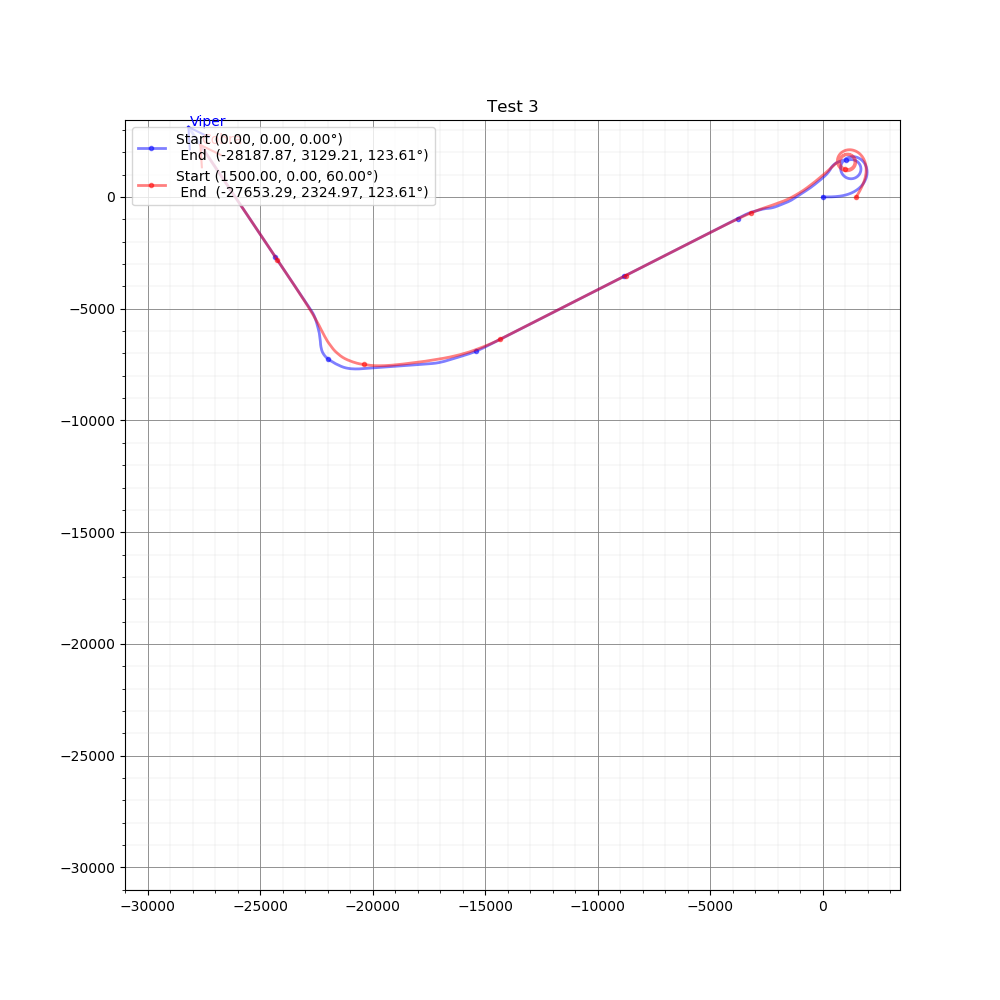 Test 3
Viper
Start (0.00, 0.00, 0.00°)
End (-28187.87, 3129.21, 123.61°)
Start (1500.00, 0.00, 60.00°)
End (-27653.29, 2324.97, 123.61°)
0
−5000
−10000
−15000
−20000
−25000
−30000
−30000 −25000 −20000 −15000 −10000 −5000 0